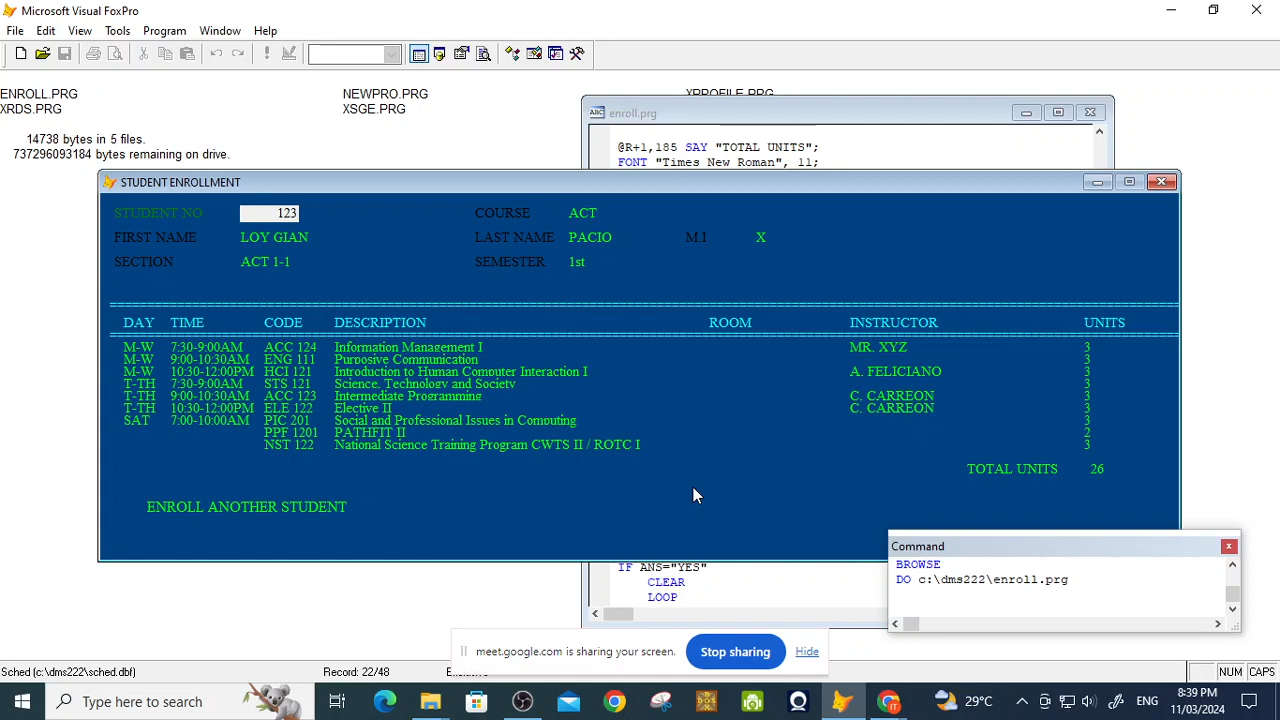 Microsoft Visual FoxPro
File Edit View Tools Program Window Help
ENROLL.PRG NEWPRO.PRG XPROFILE.PRG
XRDS.PRG XSGE.PRG
14738 bytes in 5 files.
737296093184 bytes remaining on drive.
enroll.prg
@R+1,185 SAY "TOTAL UNITS";
FONT "Times New Roman", 11;
STUDENT ENROLLMENT
STUDENT NO 123 COURSE ACT
FIRST NAME LOY GIAN LAST NAME PACIO M.I X
SECTION ACT 1-1 SEMESTER 1st
DAY TIME CODE DESCRIPTION ROOM INSTRUCTOR UNITS
M-W 7:30-9:00AM ACC 124 Information Management I MR. XYZ 3
M-W 9:00-10:30AM ENG 111 Purposive Communication 3
M-W 10:30-12:00PM HCI 121 Introduction to Human Computer Interaction I A. FELICIANO 3
T-TH 7:30-9:00AM STS 121 Science, Technology and Society 3
T-TH 9:00-10:30AM ACC 123 Intermediate Programming C. CARREON 3
T-TH 10:30-12:00PM ELE 122 Elective II C. CARREON 3
SAT 7:00-10:00AM PIC 201 Social and Professional Issues in Computing 3
PPF 1201 PATHFIT II 2
NST 122 National Science Training Program CWTS II / ROTC I 3
TOTAL UNITS 26
ENROLL ANOTHER STUDENT
IF ANS="YES"
CLEAR
LOOP
Command
BROWSE
DO c:\dms222\enroll.prg
meet.google.com is sharing your screen. Stop sharing Hide
Sched (c:\dms222\sched.dbf) Record: 22/48 Exclusive NUM CAPS
Type here to search 29°C ENG 8:39 PM
11/03/2024